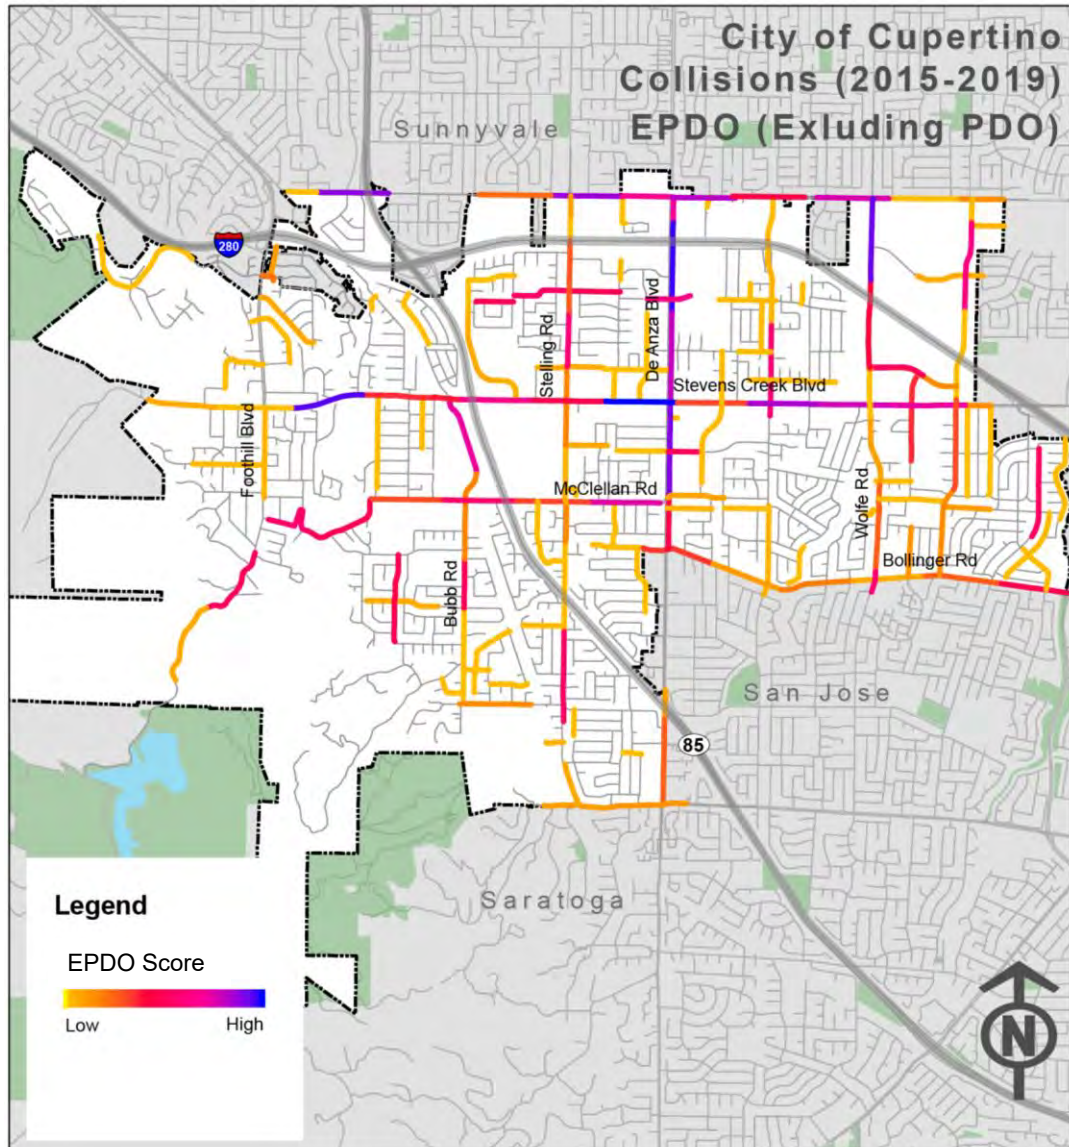 City of Cupertino
Collisions (2015-2019)
EPDO (Exluding PDO)
Sunnyvale
280
Stelling Rd
De Anza Blvd
Stevens Creek Blvd
Foothill Blvd
McClellan Rd
Wolfe Rd
Bollinger Rd
Bubb Rd
San Jose
85
Saratoga
Legend
EPDO Score
Low
High
N